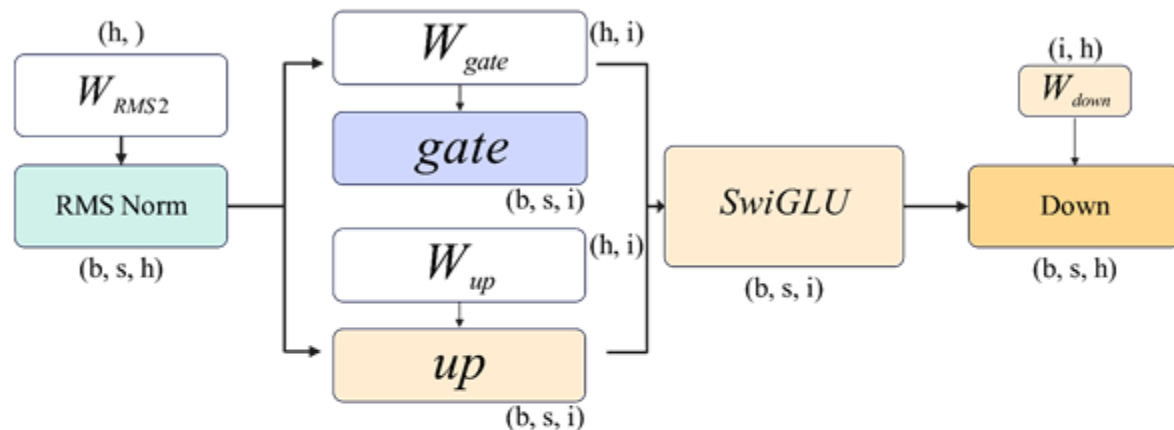 (h, )
W_RMS2
RMS Norm
(b, s, h)
W_gate
(h, i)
gate
(b, s, i)
W_up
(h, i)
up
(b, s, i)
SwiGLU
(b, s, i)
(i, h)
W_down
Down
(b, s, h)